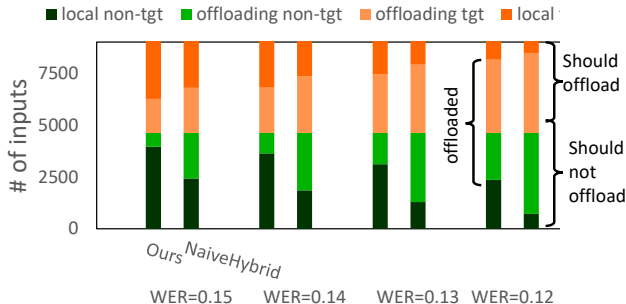 local non-tgt offloading non-tgt offloading tgt local
7500
5000
2500
0
# of inputs
Should
offload
offloaded
Should
not
offload
Ours
NaiveHybrid
WER=0.15 WER=0.14 WER=0.13 WER=0.12